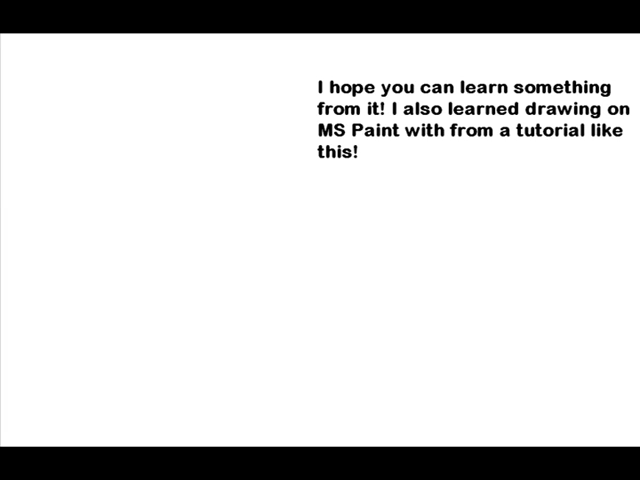 I hope you can learn something
from it! I also learned drawing on
MS Paint with from a tutorial like
this!